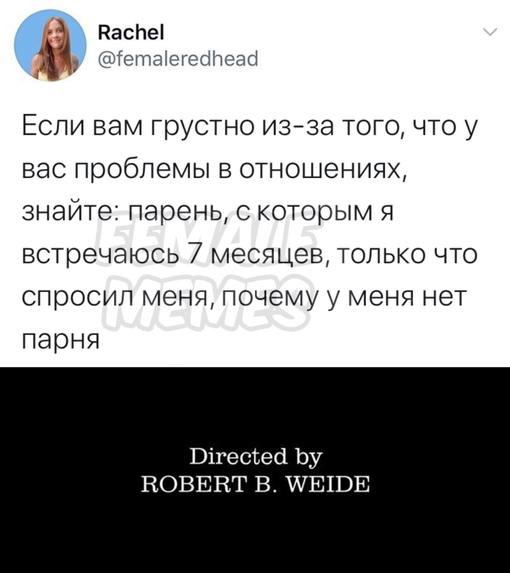 Rachel
@femaleredhead
Если вам грустно из-за того, что у
вас проблемы в отношениях,
знайте: парень, с которым я
встречаюсь 7 месяцев, только что
спросил меня, почему у меня нет
парня
FEMALE
MEMES
Directed by
ROBERT B. WEIDE